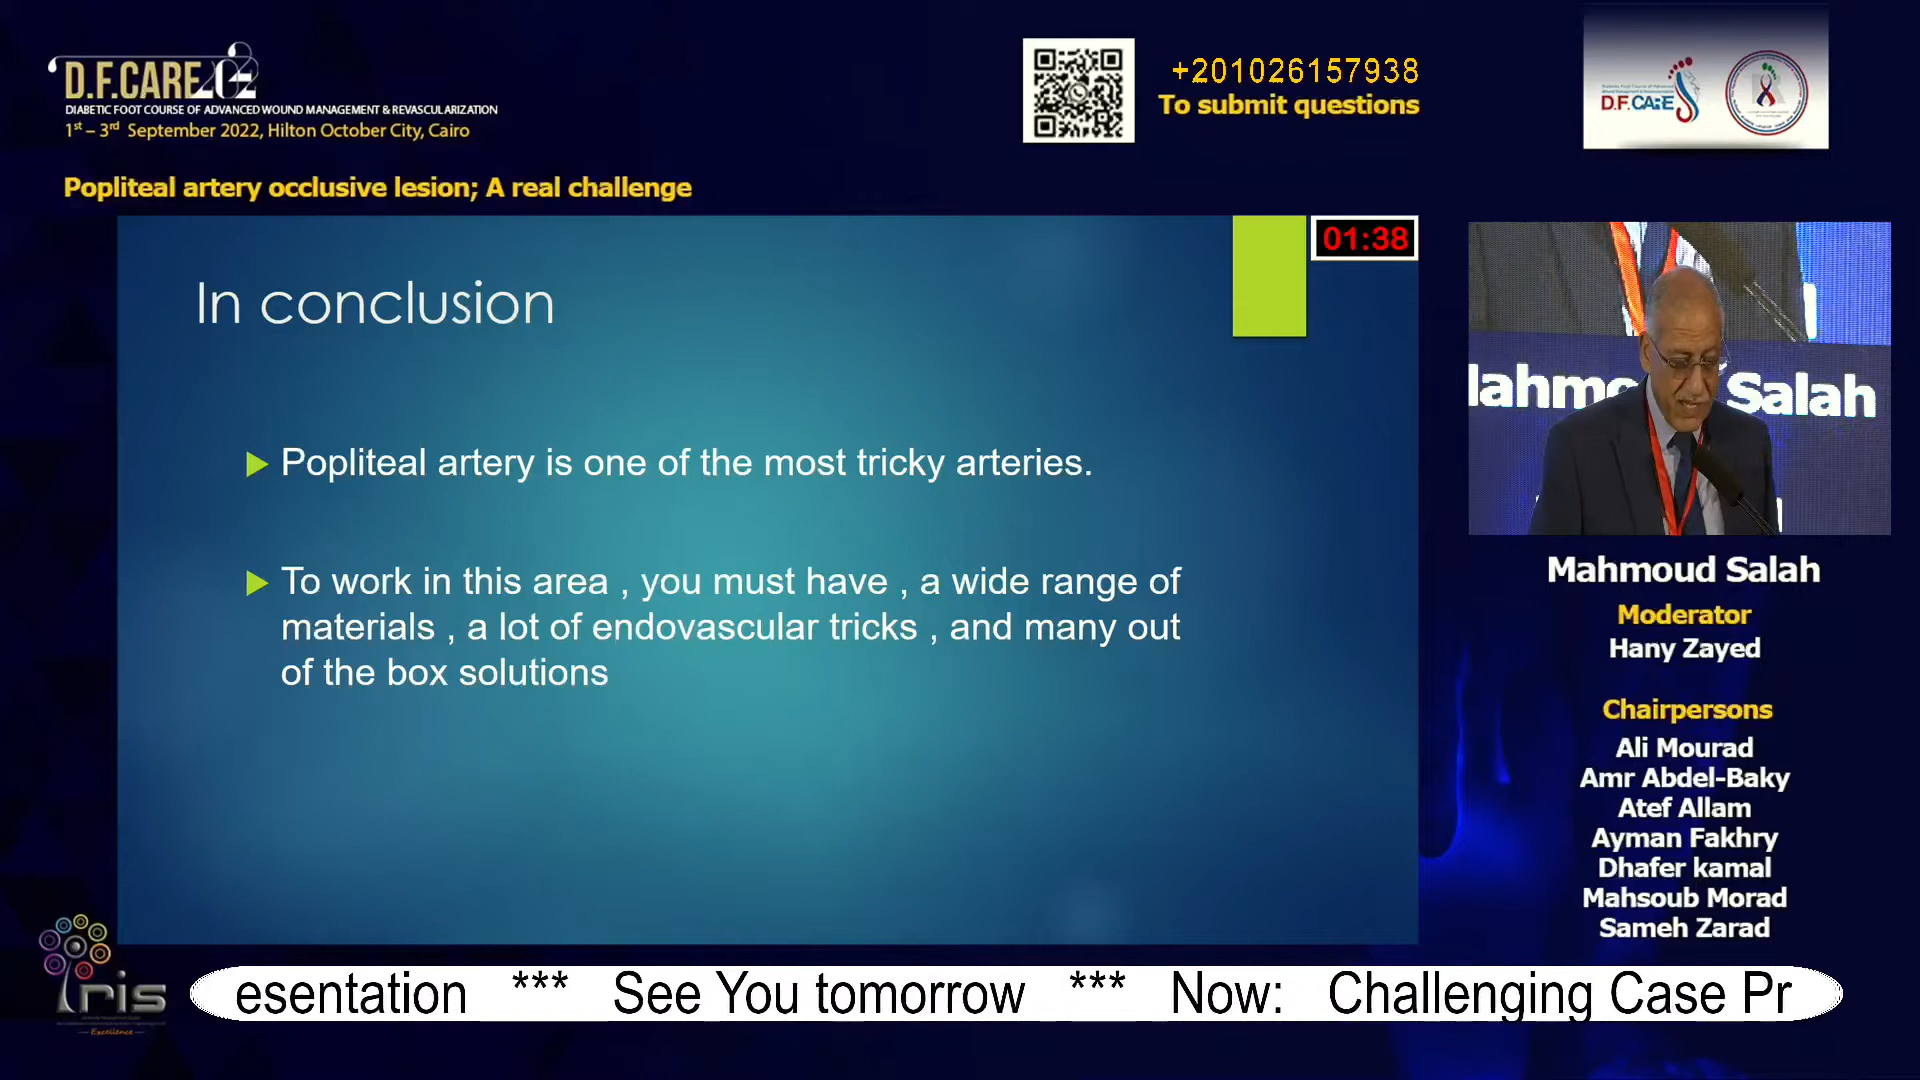 D.F.CARE
DIABETIC FOOT COURSE OF ADVANCED WOUND MANAGEMENT & REVASCULARIZATION
1st – 3rd September 2022, Hilton October City, Cairo
+201026157938
To submit questions
D.F.CARE
Popliteal artery occlusive lesion; A real challenge
01:38
In conclusion
Popliteal artery is one of the most tricky arteries.
To work in this area , you must have , a wide range of
materials , a lot of endovascular tricks , and many out
of the box solutions
Salah
Mahmoud Salah
Moderator
Hany Zayed
Chairpersons
Ali Mourad
Amr Abdel-Baky
Atef Allam
Ayman Fakhry
Dhafer kamal
Mahsoub Morad
Sameh Zarad
iris
Excellence
esentation *** See You tomorrow *** Now: Challenging Case Pr